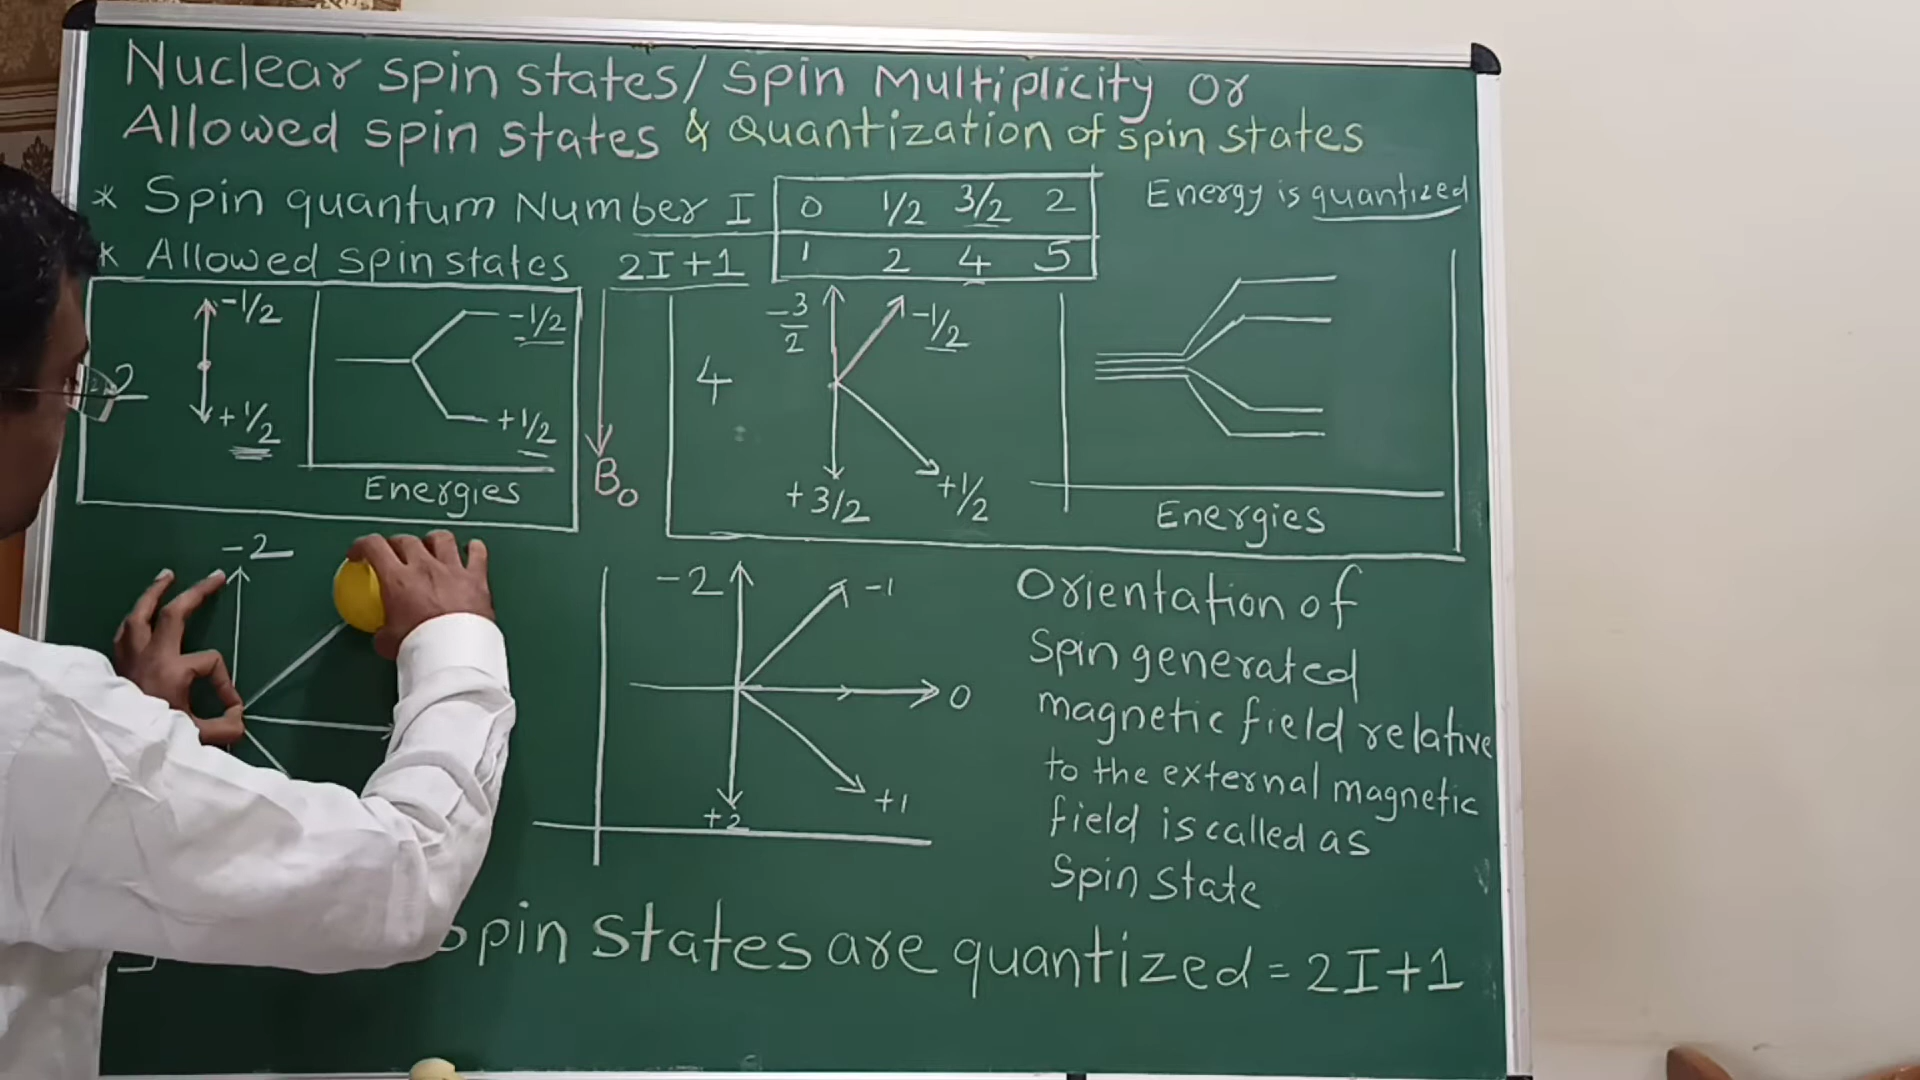 Nuclear spin states/ Spin Multiplicity or
Allowed spin states & Quantization of spin states
* Spin quantum Number I 0 1/2 3/2 2
Energy is quantized
* Allowed spin states 2I+1 1 2 4 5
-1/2
+1/2
-1/2
+1/2
Energies
B0
2
4
-3/2
-1/2
+3/2
+1/2
Energies
-2
-2
-1
0
+1
+2
Orientation of
Spin generated
magnetic field relative
to the external magnetic
field is called as
Spin State
Spin States are quantized = 2I+1